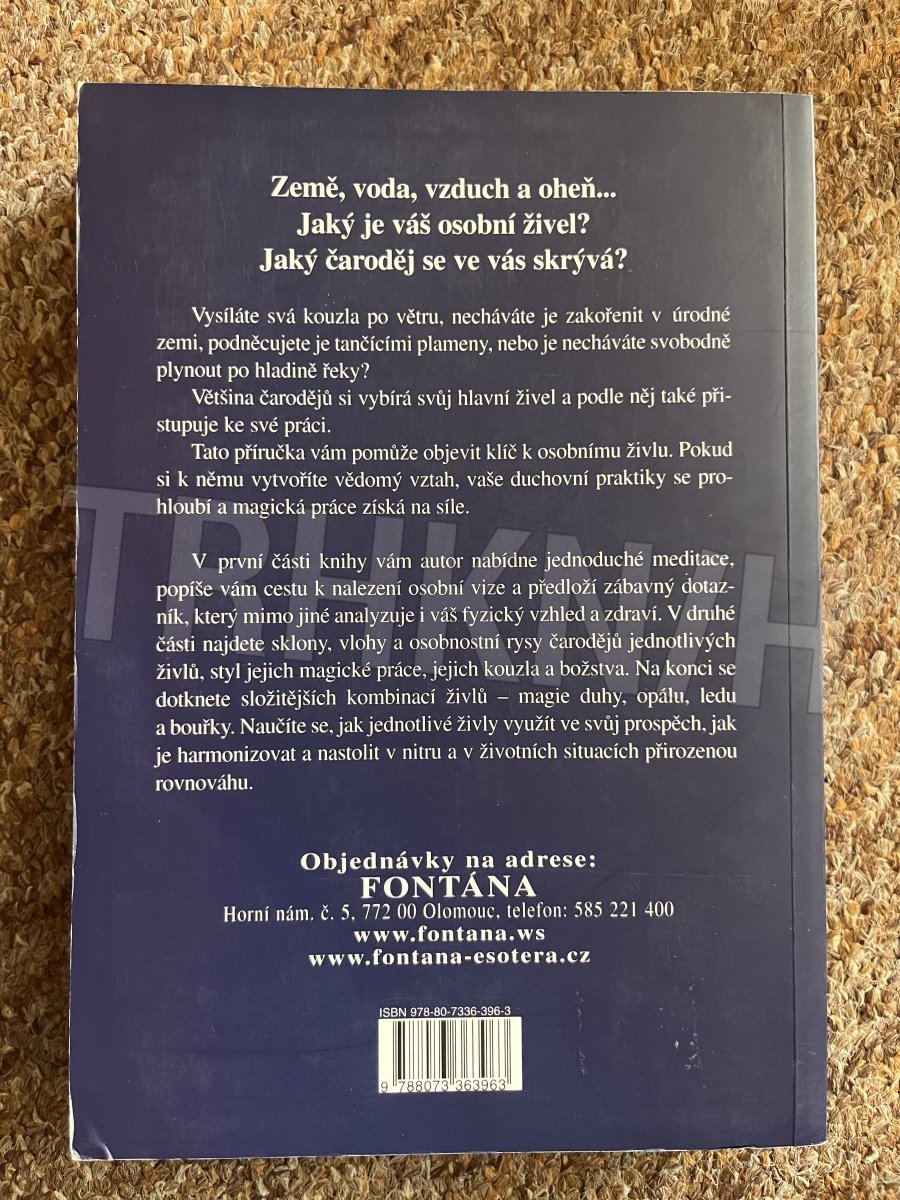 Země, voda, vzduch a oheň...
Jaký je váš osobní živel?
Jaký čaroděj se ve vás skrývá?
Vysíláte svá kouzla po větru, necháváte je zakořenit v úrodné
zemi, podněcujete je tančícími plameny, nebo je necháváte svobodně
plynout po hladině řeky?
Většina čarodějů si vybírá svůj hlavní živel a podle něj také při-
stupuje ke své práci.
Tato příručka vám pomůže objevit klíč k osobnímu živlu. Pokud
si k němu vytvoříte vědomý vztah, vaše duchovní praktiky se pro-
hloubí a magická práce získá na síle.
V první části knihy vám autor nabídne jednoduché meditace,
popíše vám cestu k nalezení osobní vize a předloží zábavný dotaz-
ník, který mimo jiné analyzuje i váš fyzický vzhled a zdraví. V druhé
části najdete sklony, vlohy a osobnostní rysy čarodějů jednotlivých
živlů, styl jejich magické práce, jejich kouzla a božstva. Na konci se
dotknete složitějších kombinací živlů – magie duhy, opálu, ledu
a bouřky. Naučíte se, jak jednotlivé živly využít ve svůj prospěch, jak
je harmonizovat a nastolit v nitru a v životních situacích přirozenou
rovnováhu.
Objednávky na adrese:
FONTÁNA
Horní nám. č. 5, 772 00 Olomouc, telefon: 585 221 400
www.fontana.ws
www.fontana-esotera.cz
ISBN 978-80-7336-396-3
9 788073 363963